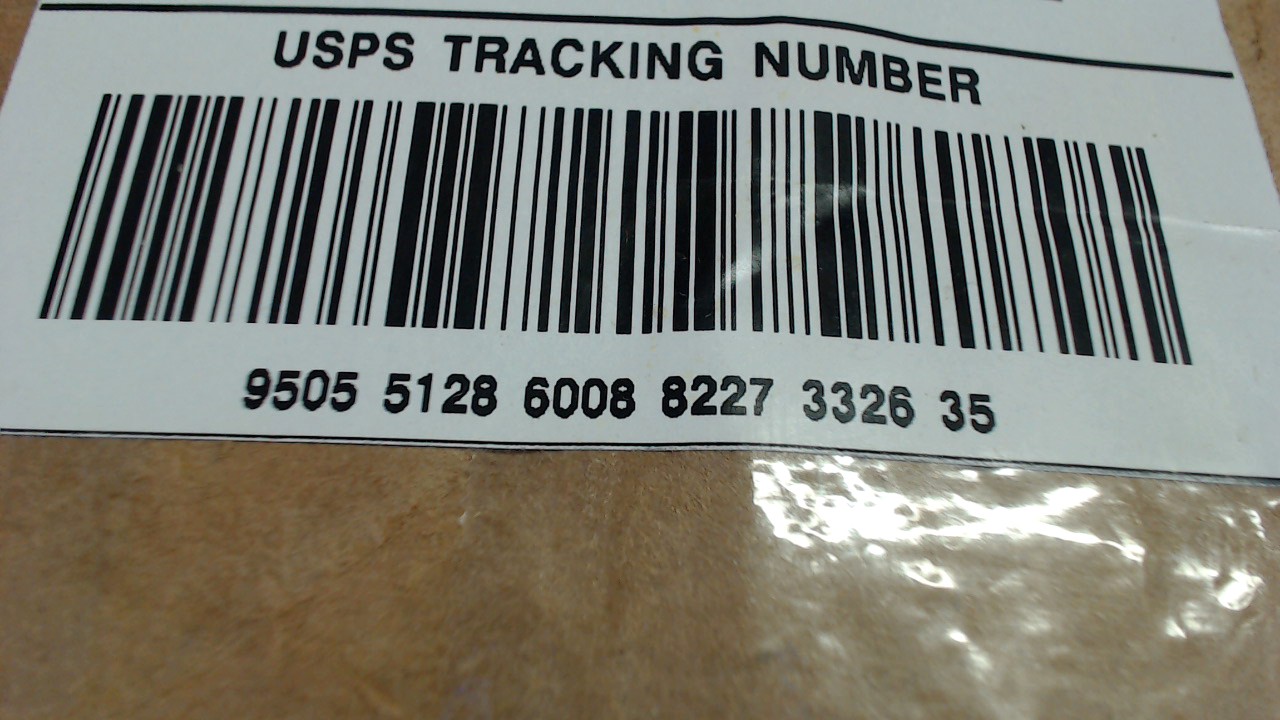 USPS TRACKING NUMBER
9505 5128 6008 8227 3326 35